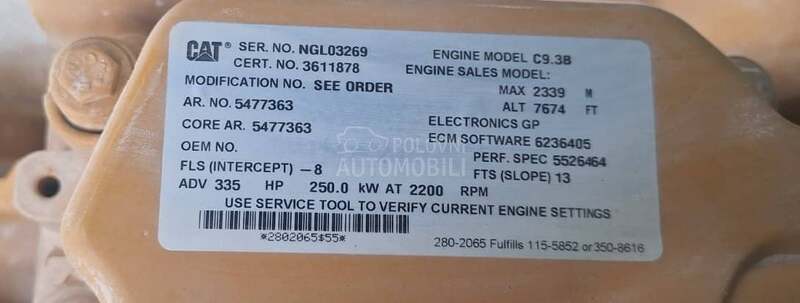 CAT® SER. NO. NGL03269 ENGINE MODEL C9.3B
CERT. NO. 3611878 ENGINE SALES MODEL:
MODIFICATION NO. SEE ORDER MAX 2339 M
AR. NO. 5477363 ALT 7674 FT
CORE AR. 5477363 ELECTRONICS GP
OEM NO. ECM SOFTWARE 6236405
FLS (INTERCEPT) —8 PERF. SPEC 5526464
FTS (SLOPE) 13
ADV 335 HP 250.0 kW AT 2200 RPM
USE SERVICE TOOL TO VERIFY CURRENT ENGINE SETTINGS
*2802065$55*
280-2065 Fulfills 115-5852 or 350-8616
POLOVNI
AUTOMOBILI